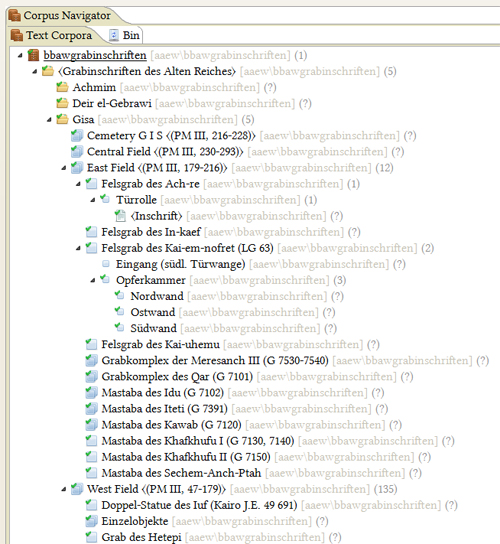 Corpus Navigator
Text Corpora Bin
bbawgrabinschriften [aaew\bbawgrabinschriften] (1)
⟨Grabinschriften des Alten Reiches⟩ [aaew\bbawgrabinschriften] (5)
Achmim [aaew\bbawgrabinschriften] (?)
Deir el-Gebrawi [aaew\bbawgrabinschriften] (?)
Gisa [aaew\bbawgrabinschriften] (5)
Cemetery G I S ⟨(PM III, 216-228)⟩ [aaew\bbawgrabinschriften] (?)
Central Field ⟨(PM III, 230-293)⟩ [aaew\bbawgrabinschriften] (?)
East Field ⟨(PM III, 179-216)⟩ [aaew\bbawgrabinschriften] (12)
Felsgrab des Ach-re [aaew\bbawgrabinschriften] (1)
Türrolle [aaew\bbawgrabinschriften] (1)
⟨Inschrift⟩ [aaew\bbawgrabinschriften] (?)
Felsgrab des In-kaef [aaew\bbawgrabinschriften] (?)
Felsgrab des Kai-em-nofret (LG 63) [aaew\bbawgrabinschriften] (2)
Eingang (südl. Türwange) [aaew\bbawgrabinschriften] (?)
Opferkammer [aaew\bbawgrabinschriften] (3)
Nordwand [aaew\bbawgrabinschriften] (?)
Ostwand [aaew\bbawgrabinschriften] (?)
Südwand [aaew\bbawgrabinschriften] (?)
Felsgrab des Kai-uhemu [aaew\bbawgrabinschriften] (?)
Grabkomplex der Meresanch III (G 7530-7540) [aaew\bbawgrabinschriften] (?)
Grabkomplex des Qar (G 7101) [aaew\bbawgrabinschriften] (?)
Mastaba des Idu (G 7102) [aaew\bbawgrabinschriften] (?)
Mastaba des Iteti (G 7391) [aaew\bbawgrabinschriften] (?)
Mastaba des Kawab (G 7120) [aaew\bbawgrabinschriften] (?)
Mastaba des Khafkhufu I (G 7130, 7140) [aaew\bbawgrabinschriften] (?)
Mastaba des Khafkhufu II (G 7150) [aaew\bbawgrabinschriften] (?)
Mastaba des Sechem-Anch-Ptah [aaew\bbawgrabinschriften] (?)
West Field ⟨(PM III, 47-179)⟩ [aaew\bbawgrabinschriften] (135)
Doppel-Statue des Iuf (Kairo J.E. 49 691) [aaew\bbawgrabinschriften] (?)
Einzelobjekte [aaew\bbawgrabinschriften] (?)
Grab des Hetepi [aaew\bbawgrabinschriften] (?)